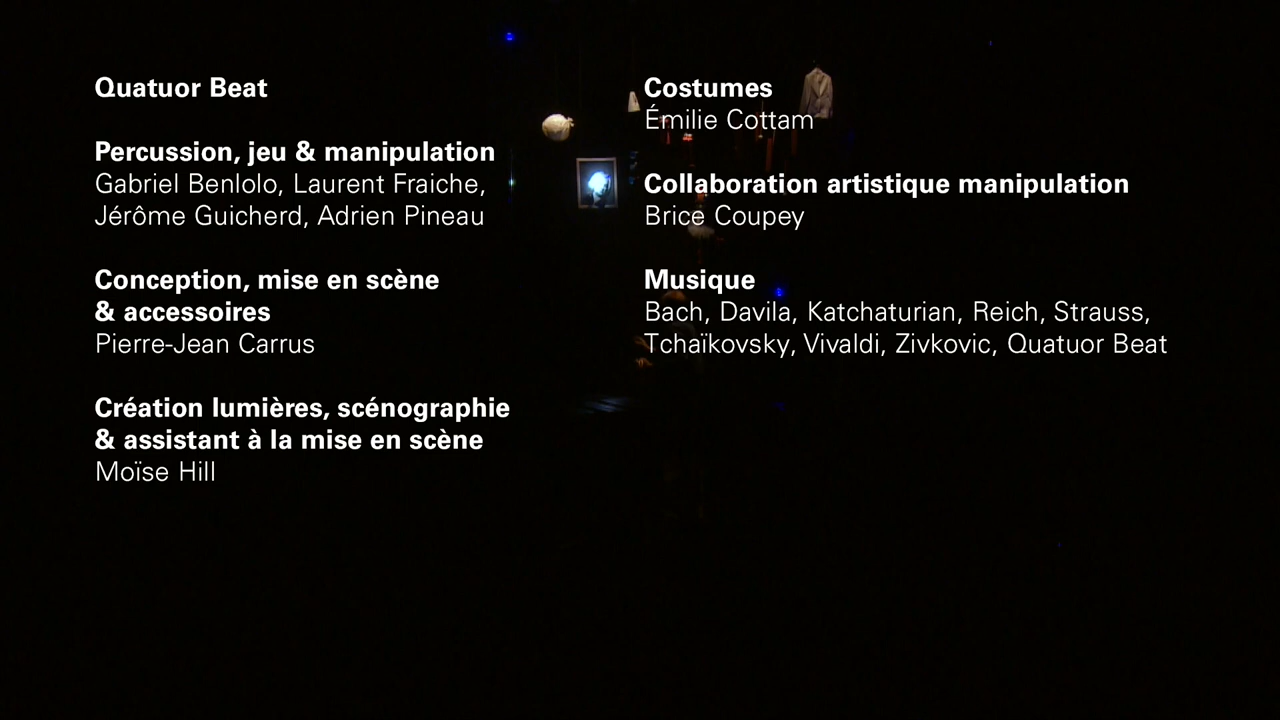 Quatuor Beat
Percussion, jeu & manipulation
Gabriel Benlolo, Laurent Fraiche,
Jérôme Guicherd, Adrien Pineau
Conception, mise en scène
& accessoires
Pierre-Jean Carrus
Création lumières, scénographie
& assistant à la mise en scène
Moïse Hill
Costumes
Émilie Cottam
Collaboration artistique manipulation
Brice Coupey
Musique
Bach, Davila, Katchaturian, Reich, Strauss,
Tchaïkovsky, Vivaldi, Zivkovic, Quatuor Beat